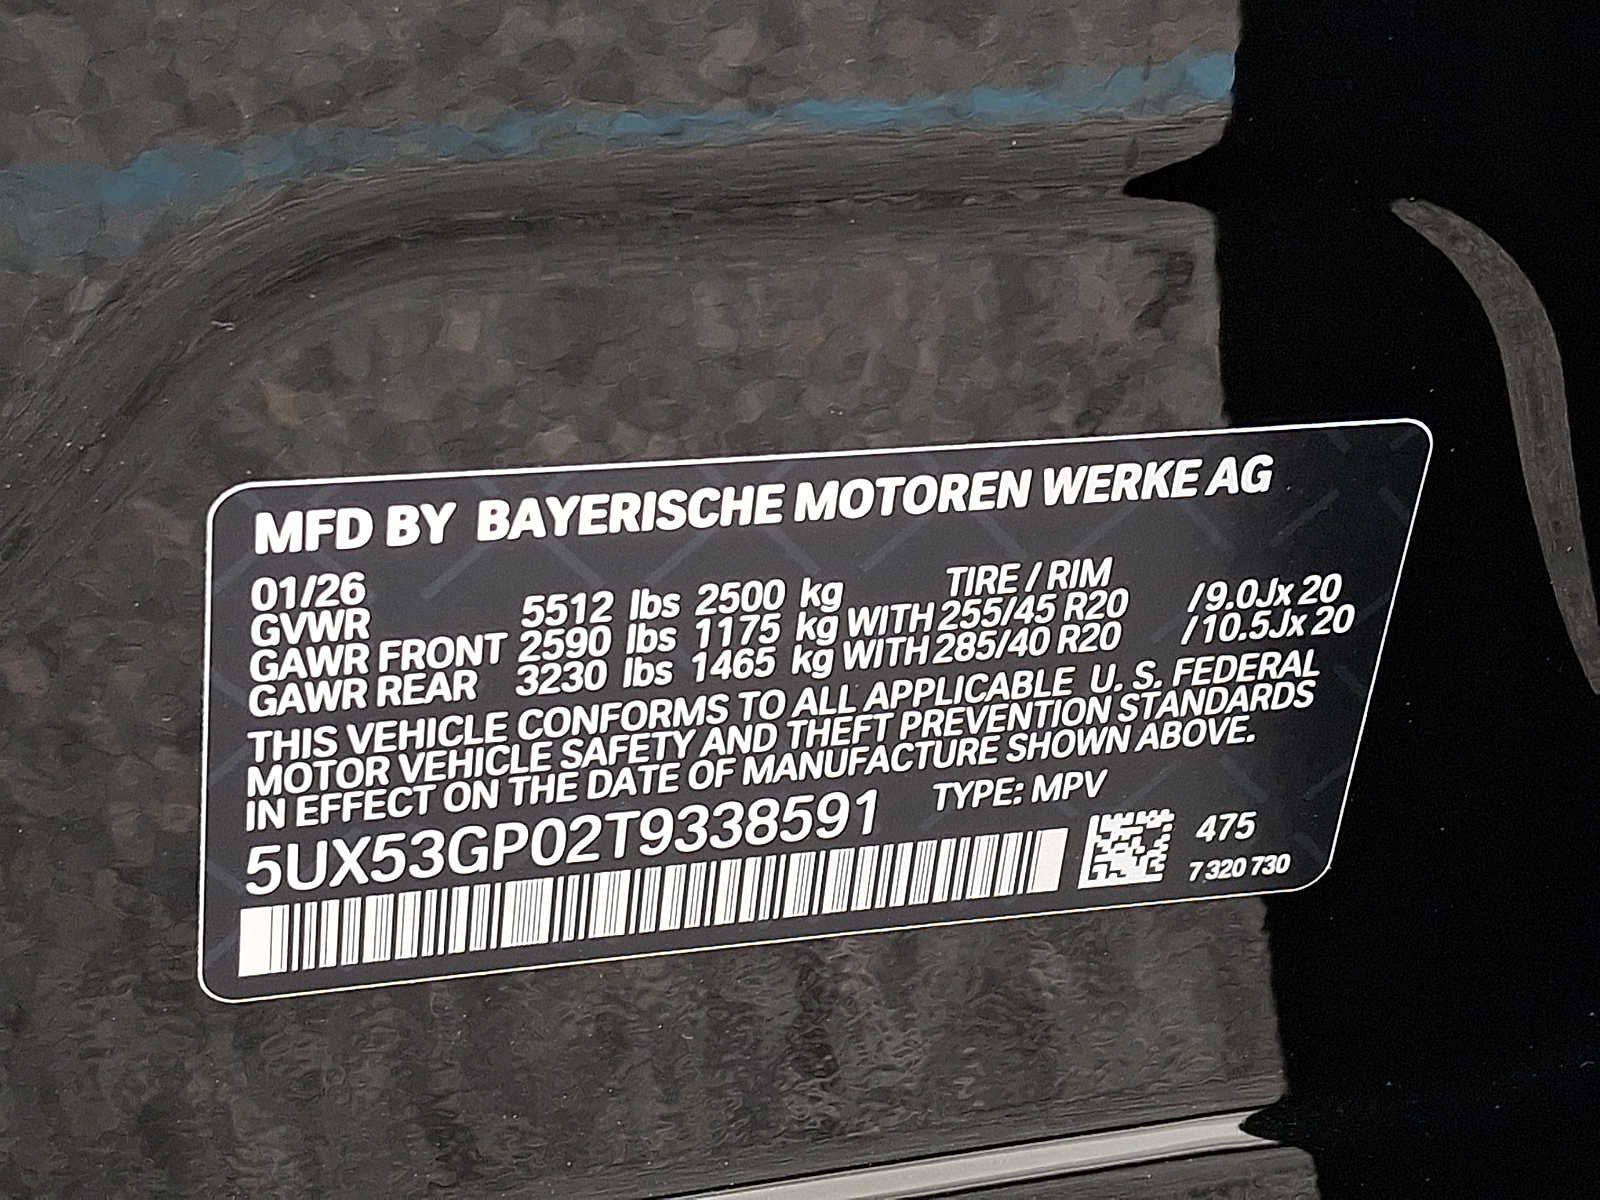 MFD BY BAYERISCHE MOTOREN WERKE AG
01/26 TIRE / RIM
GVWR 5512 lbs 2500 kg
GAWR FRONT 2590 lbs 1175 kg WITH 255/45 R20 /9.0Jx 20
GAWR REAR 3230 lbs 1465 kg WITH 285/40 R20 /10.5Jx 20
THIS VEHICLE CONFORMS TO ALL APPLICABLE U. S. FEDERAL
MOTOR VEHICLE SAFETY AND THEFT PREVENTION STANDARDS
IN EFFECT ON THE DATE OF MANUFACTURE SHOWN ABOVE.
5UX53GP02T9338591 TYPE: MPV
475
7 320 730